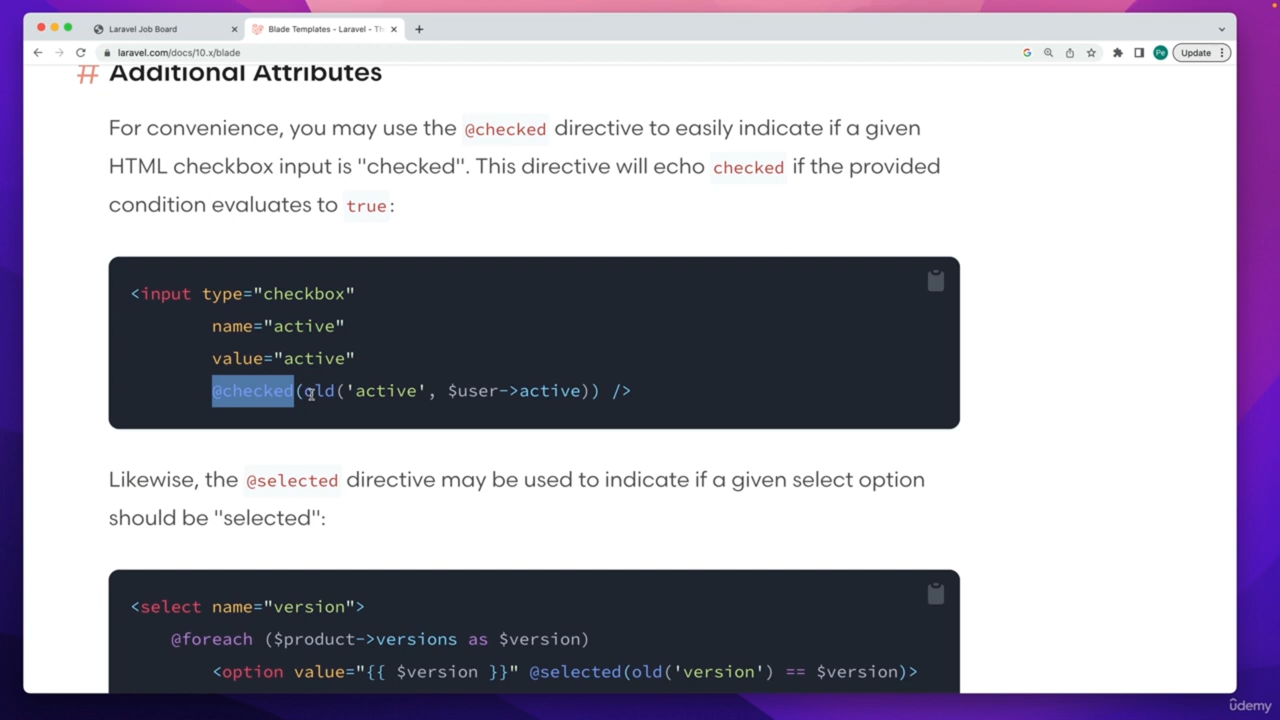 Laravel Job Board
Blade Templates - Laravel - Th
laravel.com/docs/10.x/blade
Pe
Update
# Additional Attributes
For convenience, you may use the @checked directive to easily indicate if a given
HTML checkbox input is "checked". This directive will echo checked if the provided
condition evaluates to true:
<input type="checkbox"
name="active"
value="active"
@checked(old('active', $user->active)) />
Likewise, the @selected directive may be used to indicate if a given select option
should be "selected":
<select name="version">
@foreach ($product->versions as $version)
<option value="{{ $version }}" @selected(old('version') == $version)>
udemy